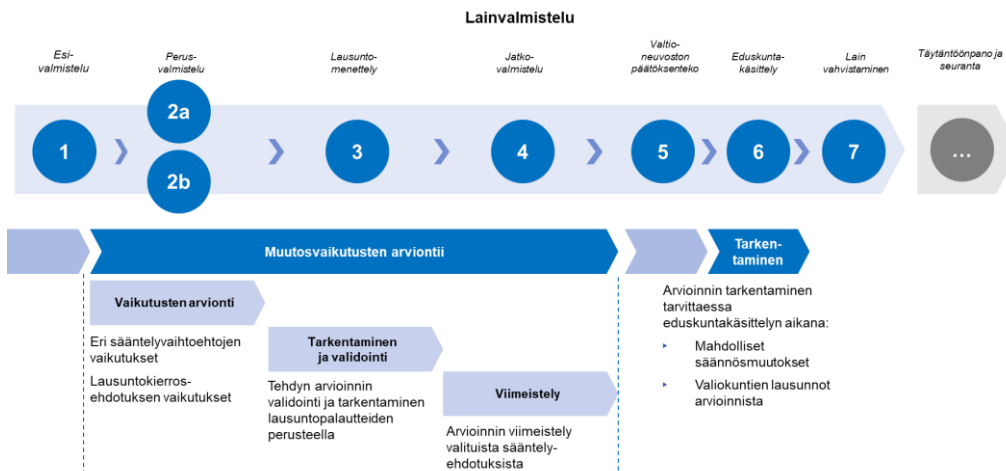 Lainvalmistelu
Esi-
valmistelu
Perus-
valmistelu
Lausunto-
menettely
Jatko-
valmistelu
Valtio-
neuvoston
päätöksenteko
Eduskunta-
käsittely
Lain
vahvistaminen
Täytäntöönpano ja
seuranta
1
2a
2b
3
4
5
6
7
...
Muutosvaikutusten arviontii
Tarken-
taminen
Vaikutusten arvionti
Eri sääntelyvaihtoehtojen
vaikutukset
Lausuntokierros-
ehdotuksen vaikutukset
Tarkentaminen
ja validointi
Tehdyn arvioinnin
validointi ja tarkentaminen
lausuntopalautteiden
perusteella
Viimeistely
Arvioinnin viimeistely
valituista sääntely-
ehdotuksista
Arvioinnin tarkentaminen
tarvittaessa
eduskuntakäsittelyn aikana:
Mahdolliset
säännösmuutokset
Valiokuntien lausunnot
arvioinnista